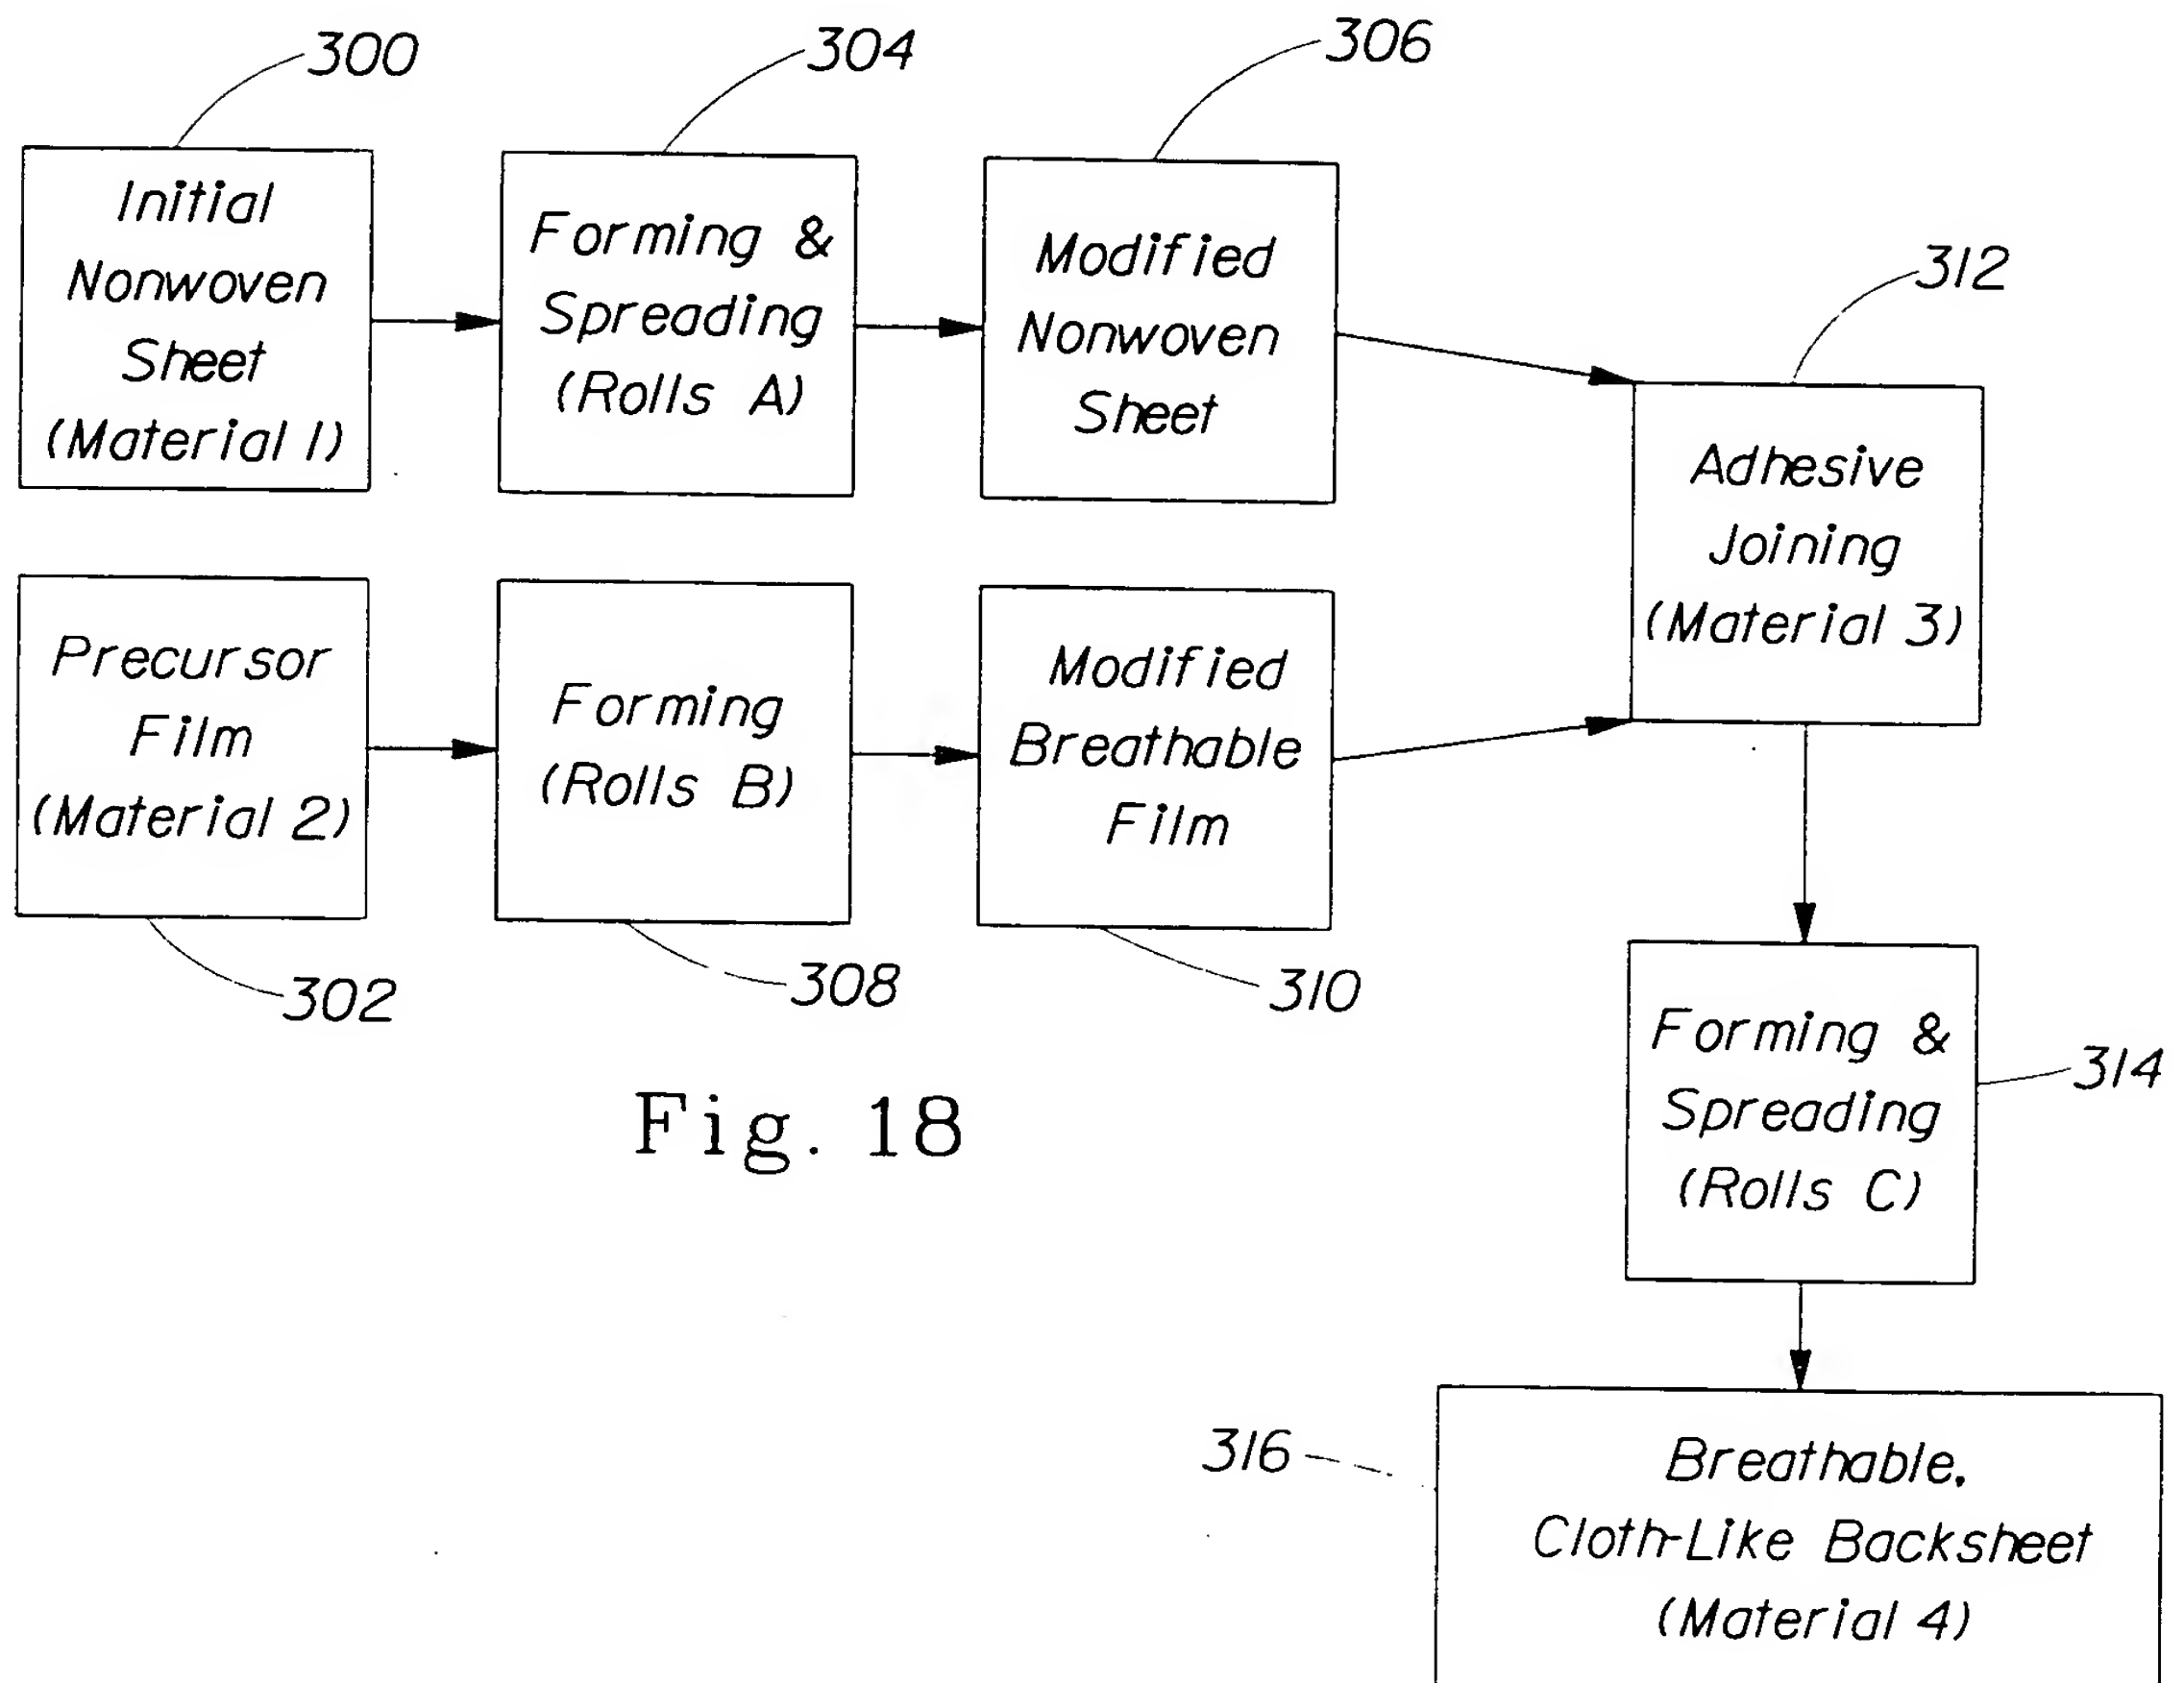 300
304
306
Initial
Nonwoven
Sheet
(Material 1)
Forming &
Spreading
(Rolls A)
Modified
Nonwoven
Sheet
312
Adhesive
Joining
(Material 3)
Precursor
Film
(Material 2)
Forming
(Rolls B)
Modified
Breathable
Film
302
308
310
Forming &
Spreading
(Rolls C)
314
Fig. 18
316
Breathable,
Cloth-Like Backsheet
(Material 4)